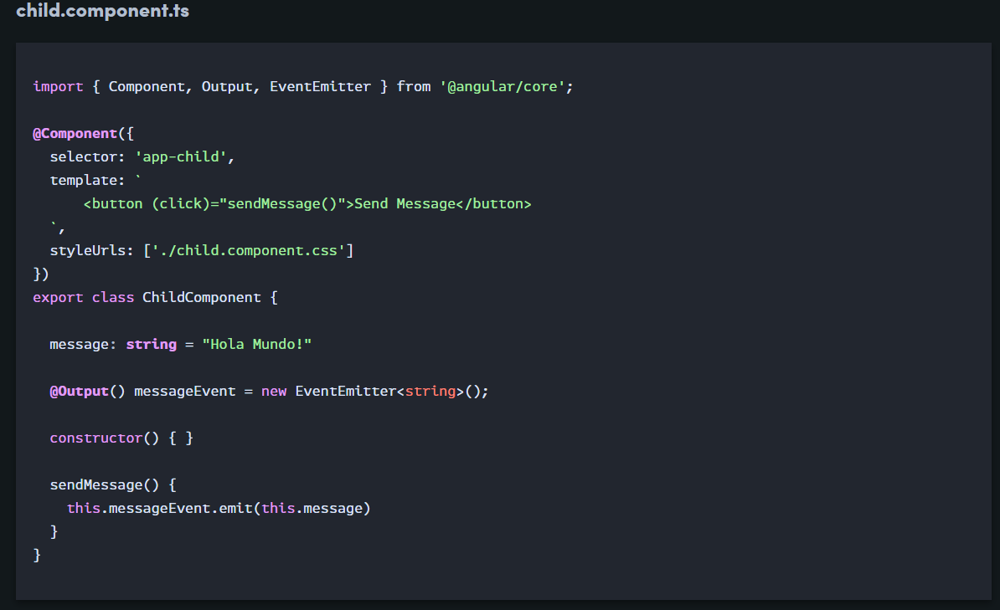 child.component.ts
import { Component, Output, EventEmitter } from '@angular/core';
@Component({
  selector: 'app-child',
  template: `
      <button (click)="sendMessage()">Send Message</button>
  `,
  styleUrls: ['./child.component.css']
})
export class ChildComponent {
  message: string = "Hola Mundo!"
  @Output() messageEvent = new EventEmitter<string>();
  constructor() { }
  sendMessage() {
    this.messageEvent.emit(this.message)
  }
}